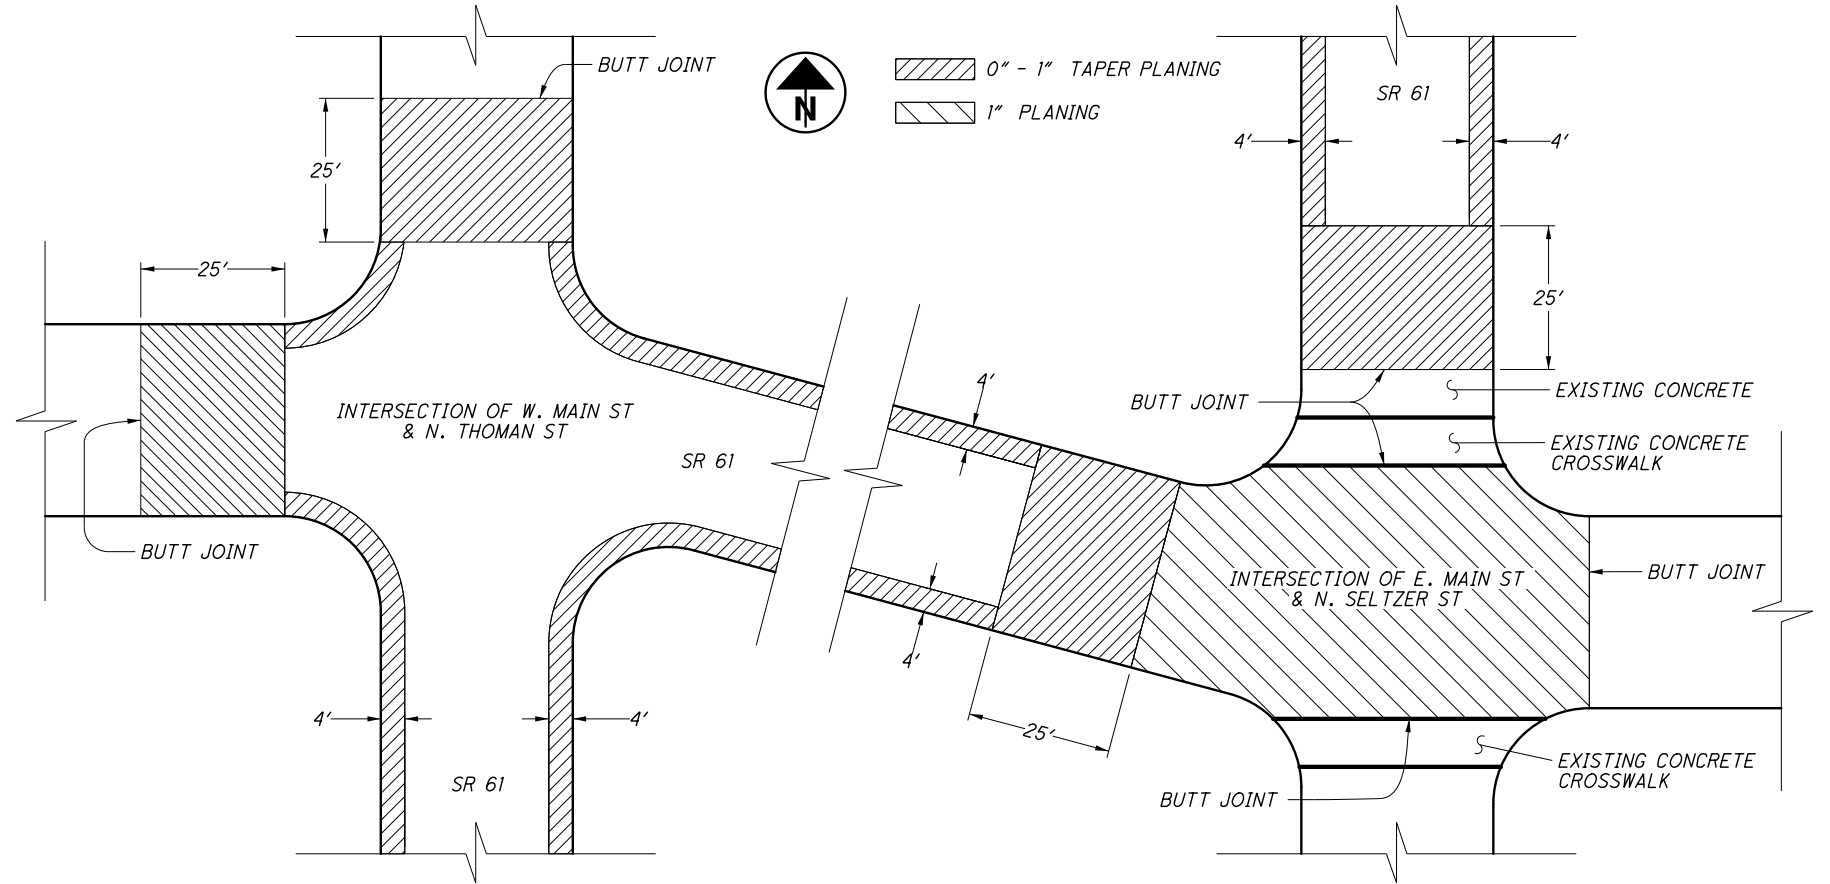 BUTT JOINT
N
0" - 1" TAPER PLANING
1" PLANING
SR 61
4'
4'
25'
25'
25'
INTERSECTION OF W. MAIN ST
& N. THOMAN ST
SR 61
4'
BUTT JOINT
EXISTING CONCRETE
EXISTING CONCRETE
CROSSWALK
BUTT JOINT
INTERSECTION OF E. MAIN ST
& N. SELTZER ST
BUTT JOINT
4'
4'
4'
25'
SR 61
BUTT JOINT
EXISTING CONCRETE
CROSSWALK